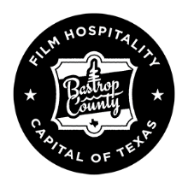 FILM HOSPITALITY
Bastrop
County
CAPITAL OF TEXAS